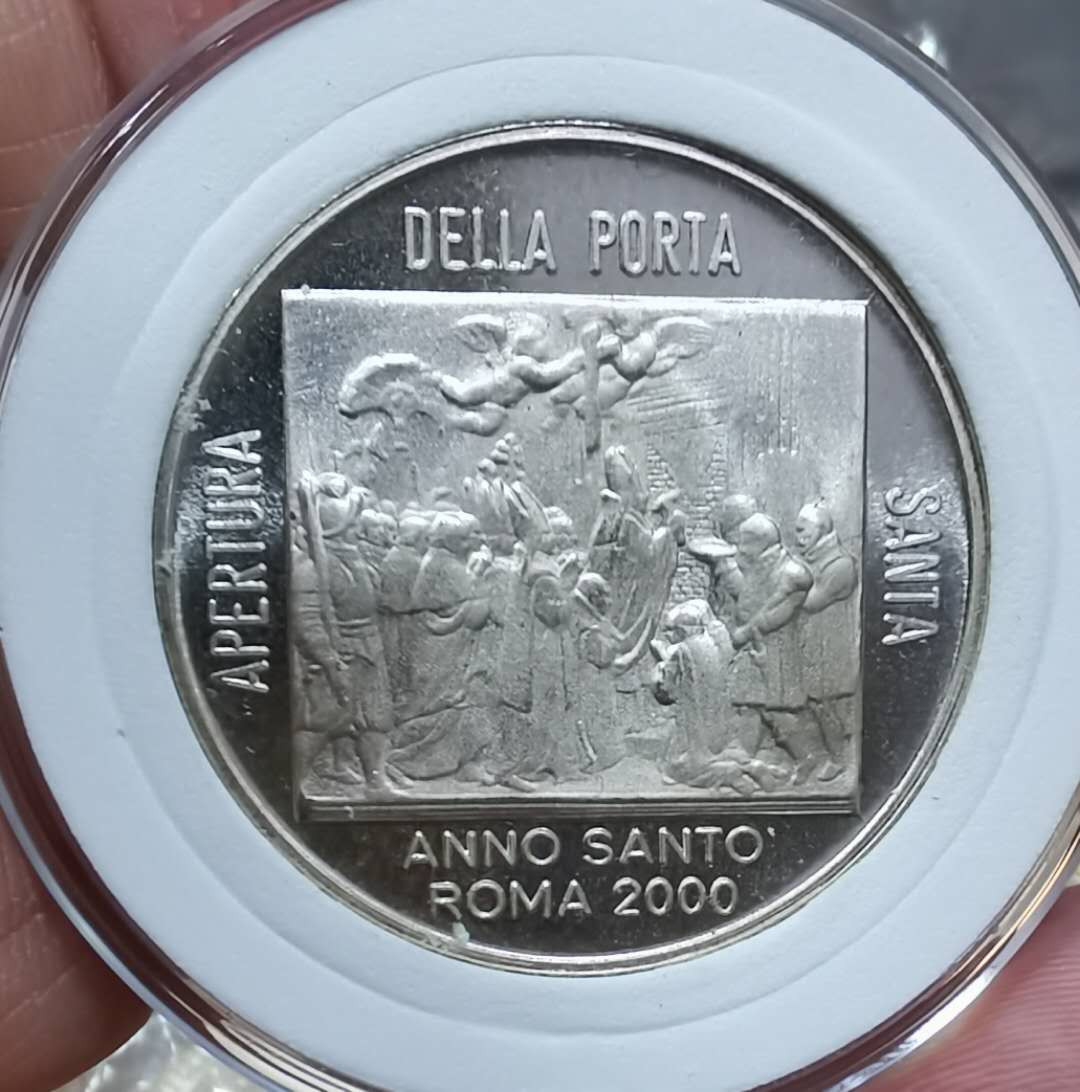 APERTURA
DELLA PORTA
SANTA
ANNO SANTO
ROMA 2000